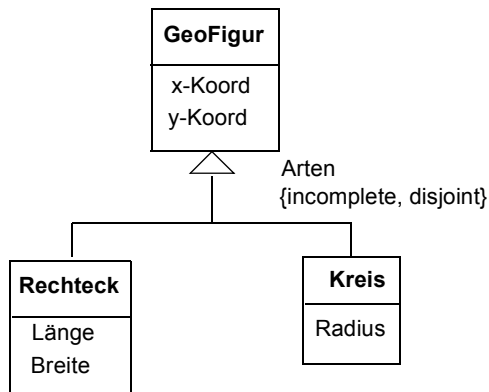 GeoFigur
x-Koord
y-Koord
Arten
{incomplete, disjoint}
Rechteck
Länge
Breite
Kreis
Radius